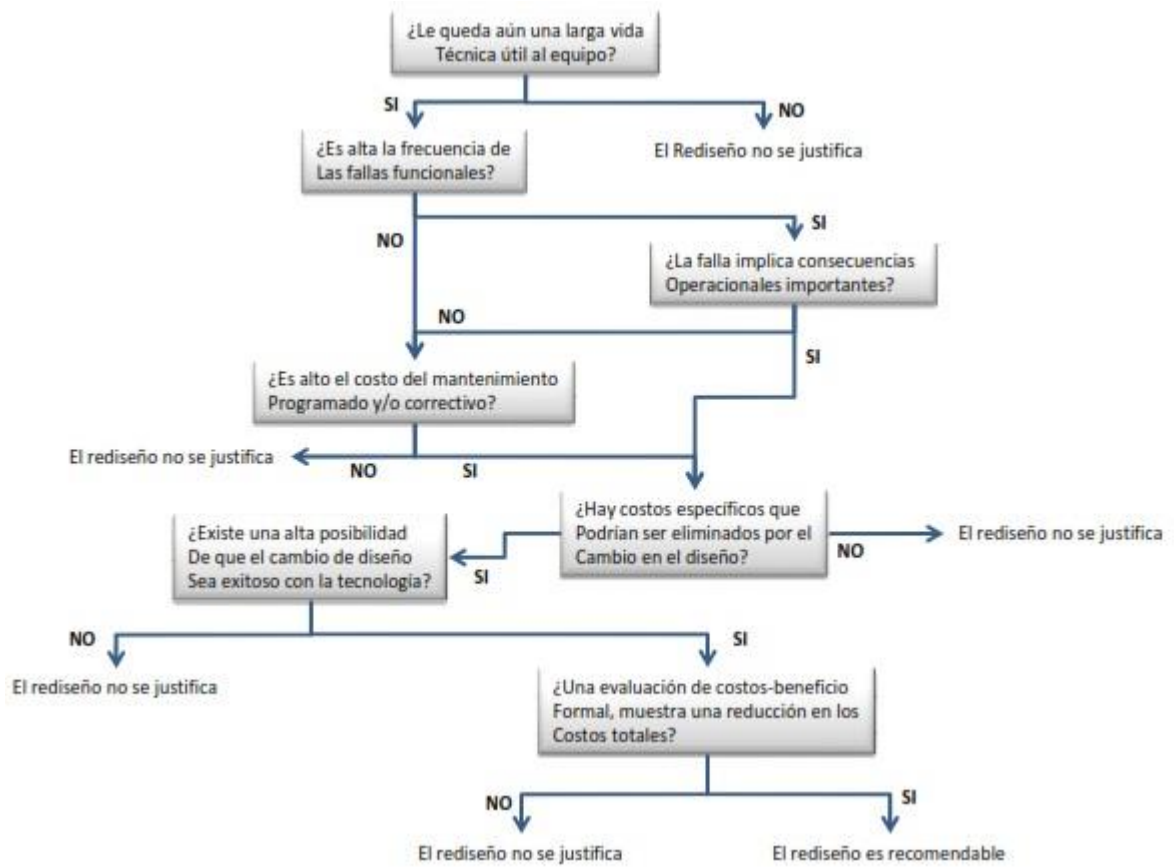 ¿Le queda aún una larga vida
Técnica útil al equipo?
SI
NO
¿Es alta la frecuencia de
Las fallas funcionales?
El Rediseño no se justifica
NO
SI
¿La falla implica consecuencias
Operacionales importantes?
NO
SI
¿Es alto el costo del mantenimiento
Programado y/o correctivo?
El rediseño no se justifica
NO
SI
¿Existe una alta posibilidad
De que el cambio de diseño
Sea exitoso con la tecnología?
SI
¿Hay costos específicos que
Podrían ser eliminados por el
Cambio en el diseño?
NO
El rediseño no se justifica
NO
SI
El rediseño no se justifica
¿Una evaluación de costos-beneficio
Formal, muestra una reducción en los
Costos totales?
NO
SI
El rediseño no se justifica
El rediseño es recomendable